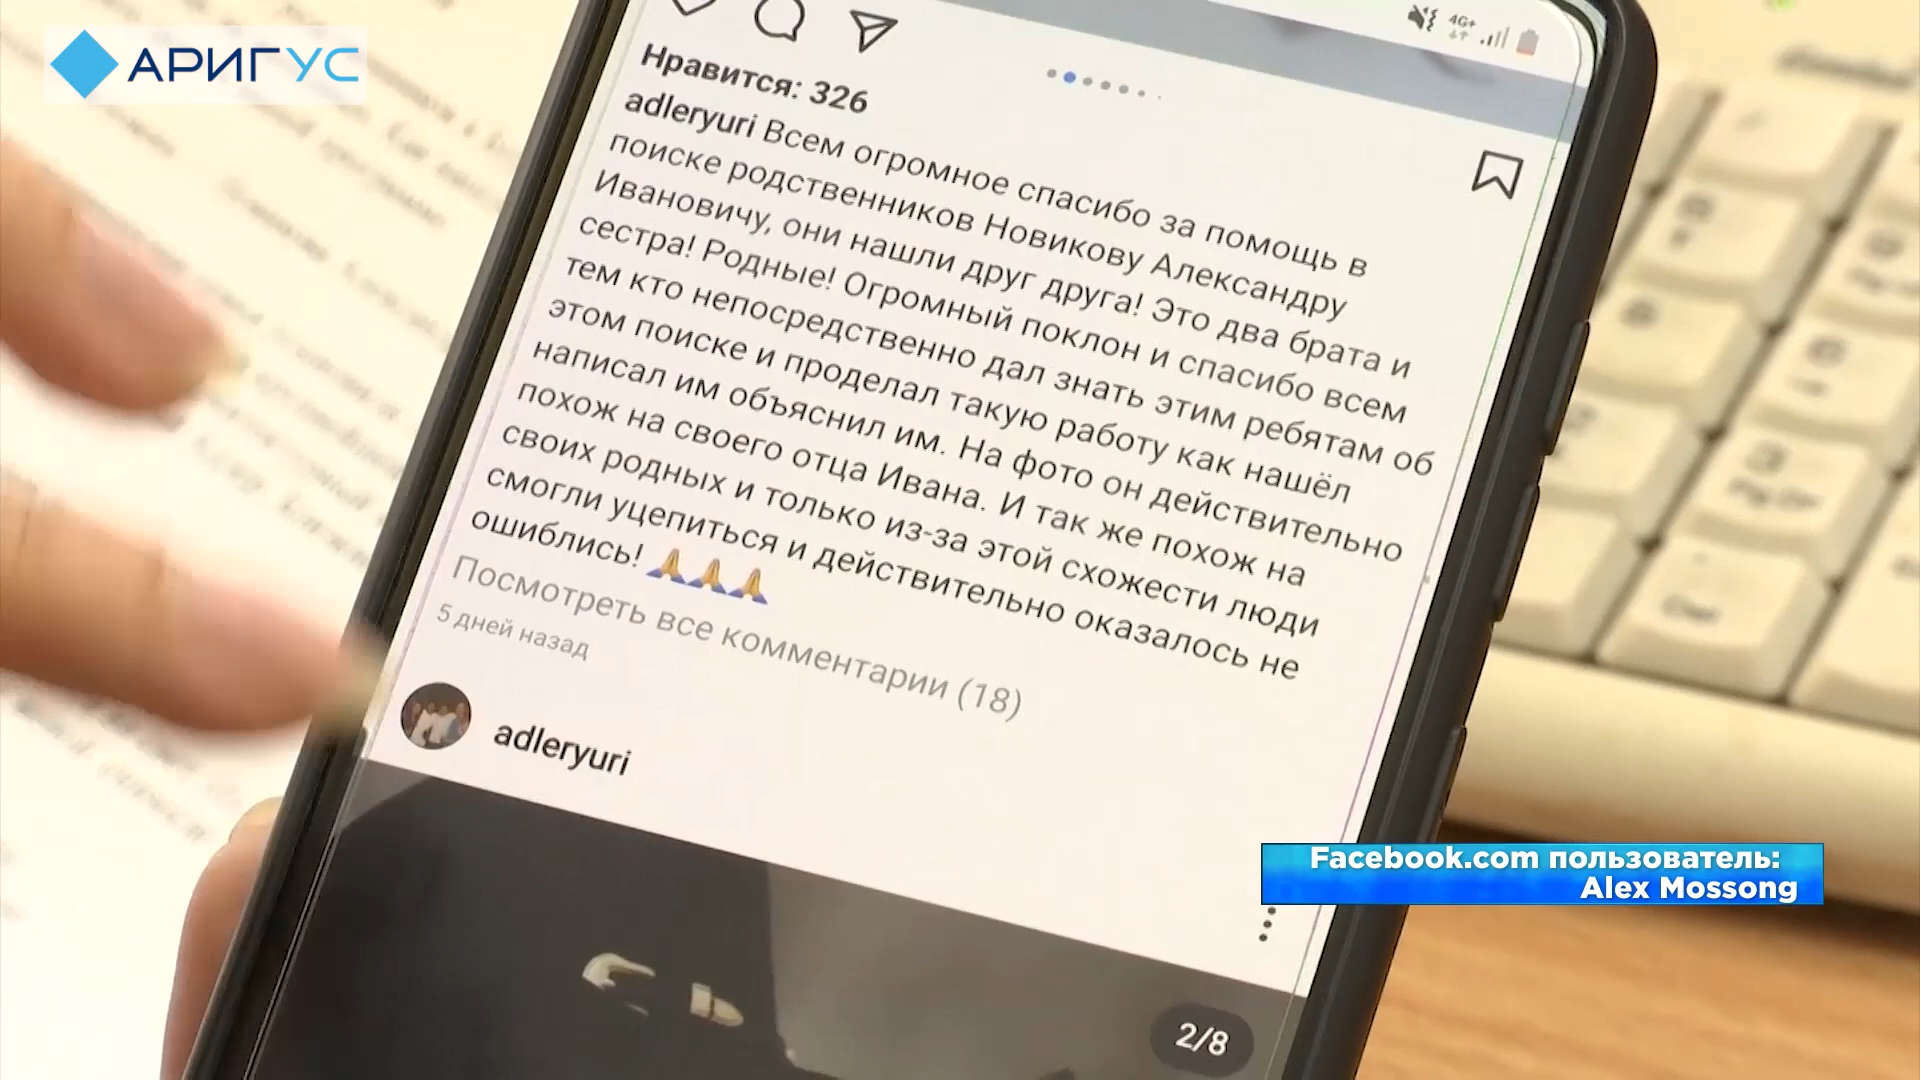 АРИГУС
4G+
Нравится: 326
adleryuri Всем огромное спасибо за помощь в
поиске родственников Новикову Александру
Ивановичу, они нашли друг друга! Это два брата и
сестра! Родные! Огромный поклон и спасибо всем
тем кто непосредственно дал знать этим ребятам об
этом поиске и проделал такую работу как нашёл
написал им объяснил им. На фото он действительно
похож на своего отца Ивана. И так же похож на
своих родных и только из-за этой схожести люди
смогли уцепиться и действительно оказалось не
ошиблись! 🙏🙏🙏
Посмотреть все комментарии (18)
5 дней назад
adleryuri
2/8
Facebook.com пользователь:
Alex Mossong